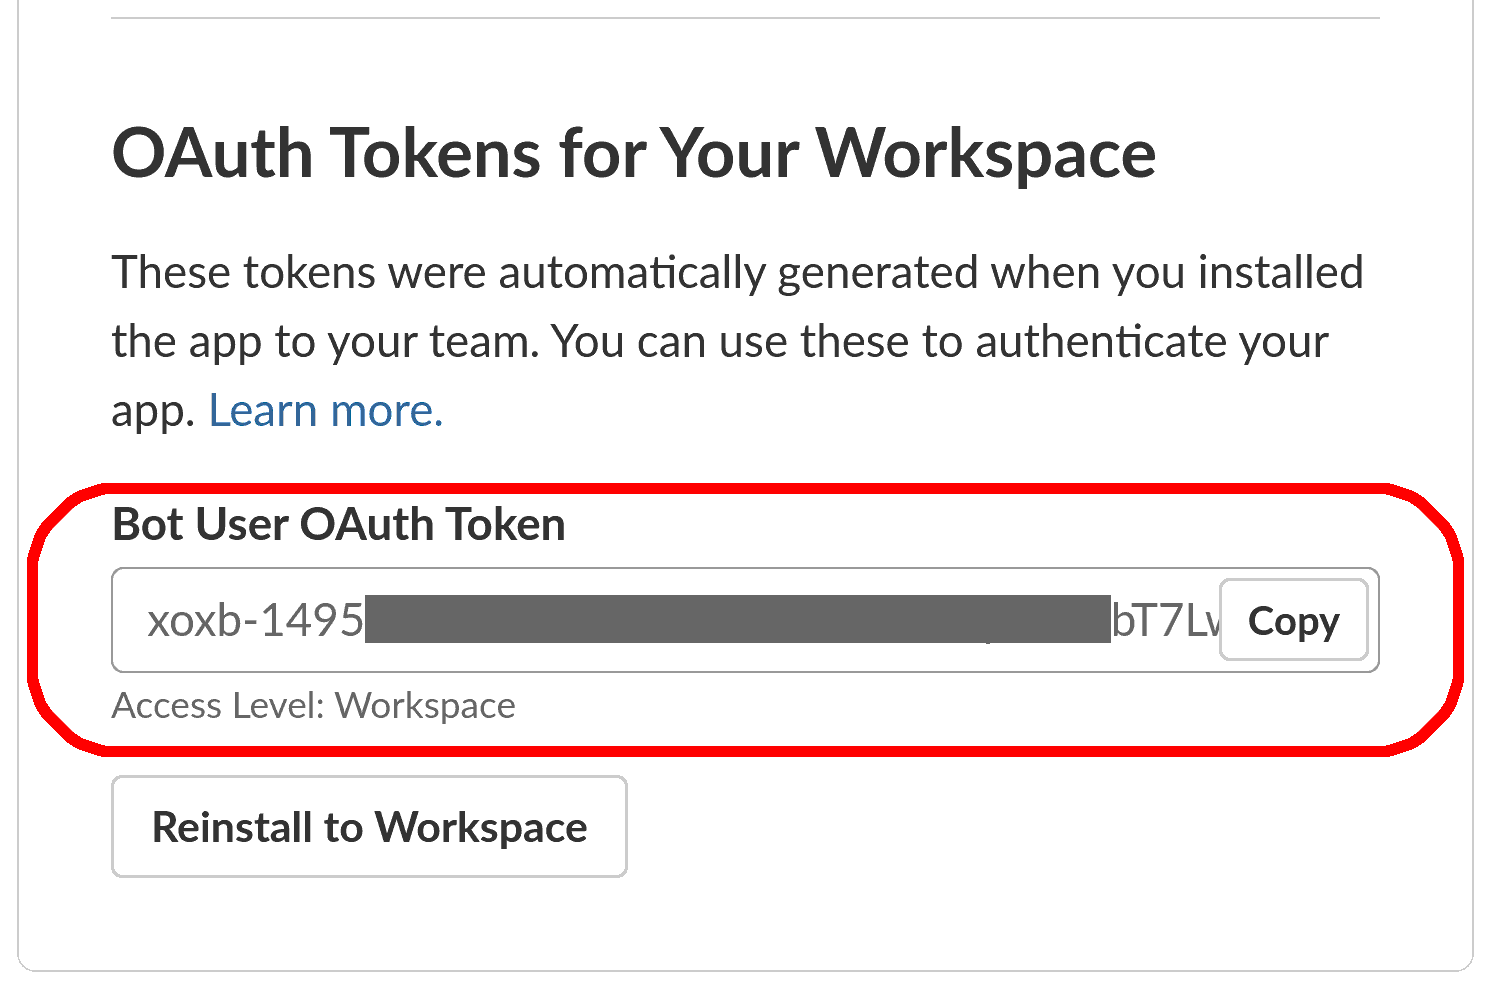 OAuth Tokens for Your Workspace
These tokens were automatically generated when you installed
the app to your team. You can use these to authenticate your
app. Learn more.
Bot User OAuth Token
xoxb-1495 bT7L Copy
Access Level: Workspace
Reinstall to Workspace